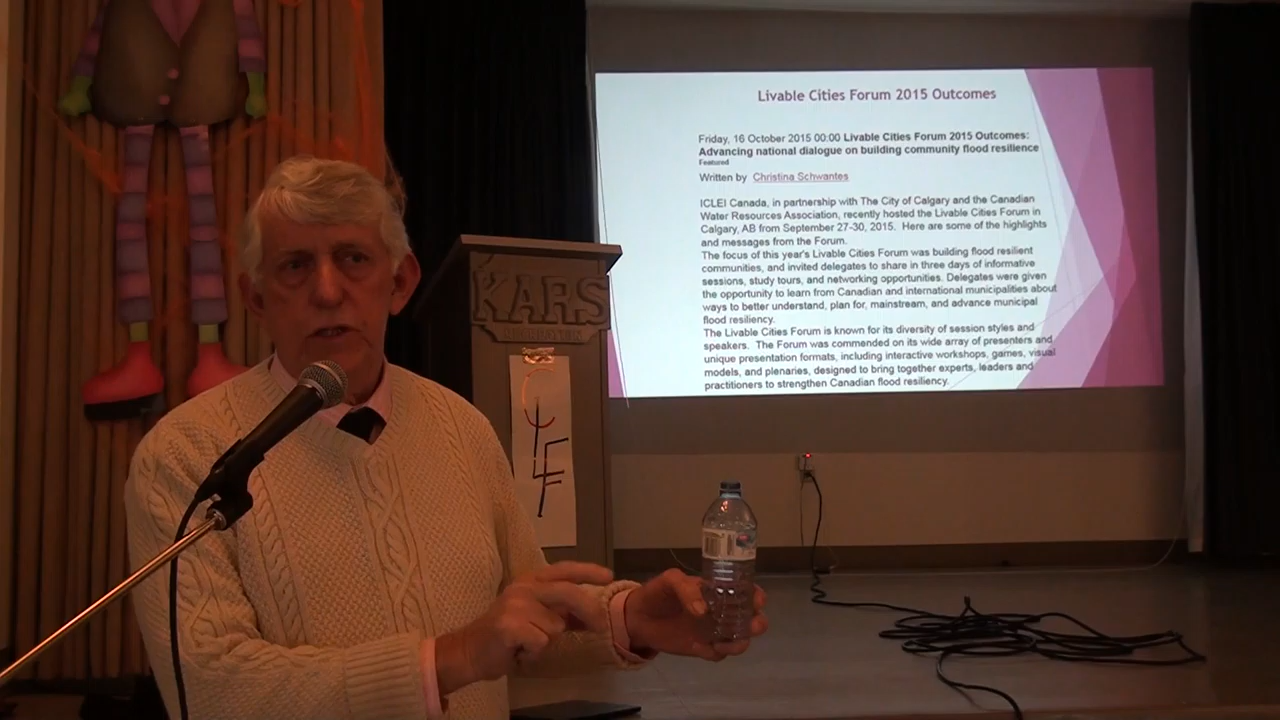 Livable Cities Forum 2015 Outcomes
Friday, 16 October 2015 00:00 Livable Cities Forum 2015 Outcomes:
Advancing national dialogue on building community flood resilience
Featured
Written by Christina Schwantes
ICLEI Canada, in partnership with The City of Calgary and the Canadian
Water Resources Association, recently hosted the Livable Cities Forum in
Calgary, AB from September 27-30, 2015. Here are some of the highlights
and messages from the Forum.
The focus of this year's Livable Cities Forum was building flood resilient
communities, and invited delegates to share in three days of informative
sessions, study tours, and networking opportunities. Delegates were given
the opportunity to learn from Canadian and international municipalities about
ways to better understand, plan for, mainstream, and advance municipal
flood resiliency.
The Livable Cities Forum is known for its diversity of session styles and
speakers. The Forum was commended on its wide array of presenters and
unique presentation formats, including interactive workshops, games, visual
models, and plenaries, designed to bring together experts, leaders and
practitioners to strengthen Canadian flood resiliency.
KARS